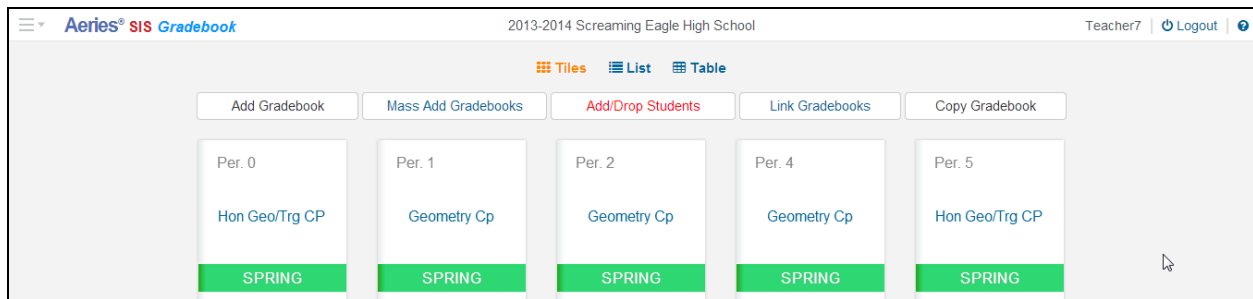 Aeries® SIS Gradebook 2013-2014 Screaming Eagle High School Teacher7 Logout
Tiles List Table
Add Gradebook Mass Add Gradebooks Add/Drop Students Link Gradebooks Copy Gradebook
Per. 0 Per. 1 Per. 2 Per. 4 Per. 5
Hon Geo/Trg CP Geometry Cp Geometry Cp Geometry Cp Hon Geo/Trg CP
SPRING SPRING SPRING SPRING SPRING